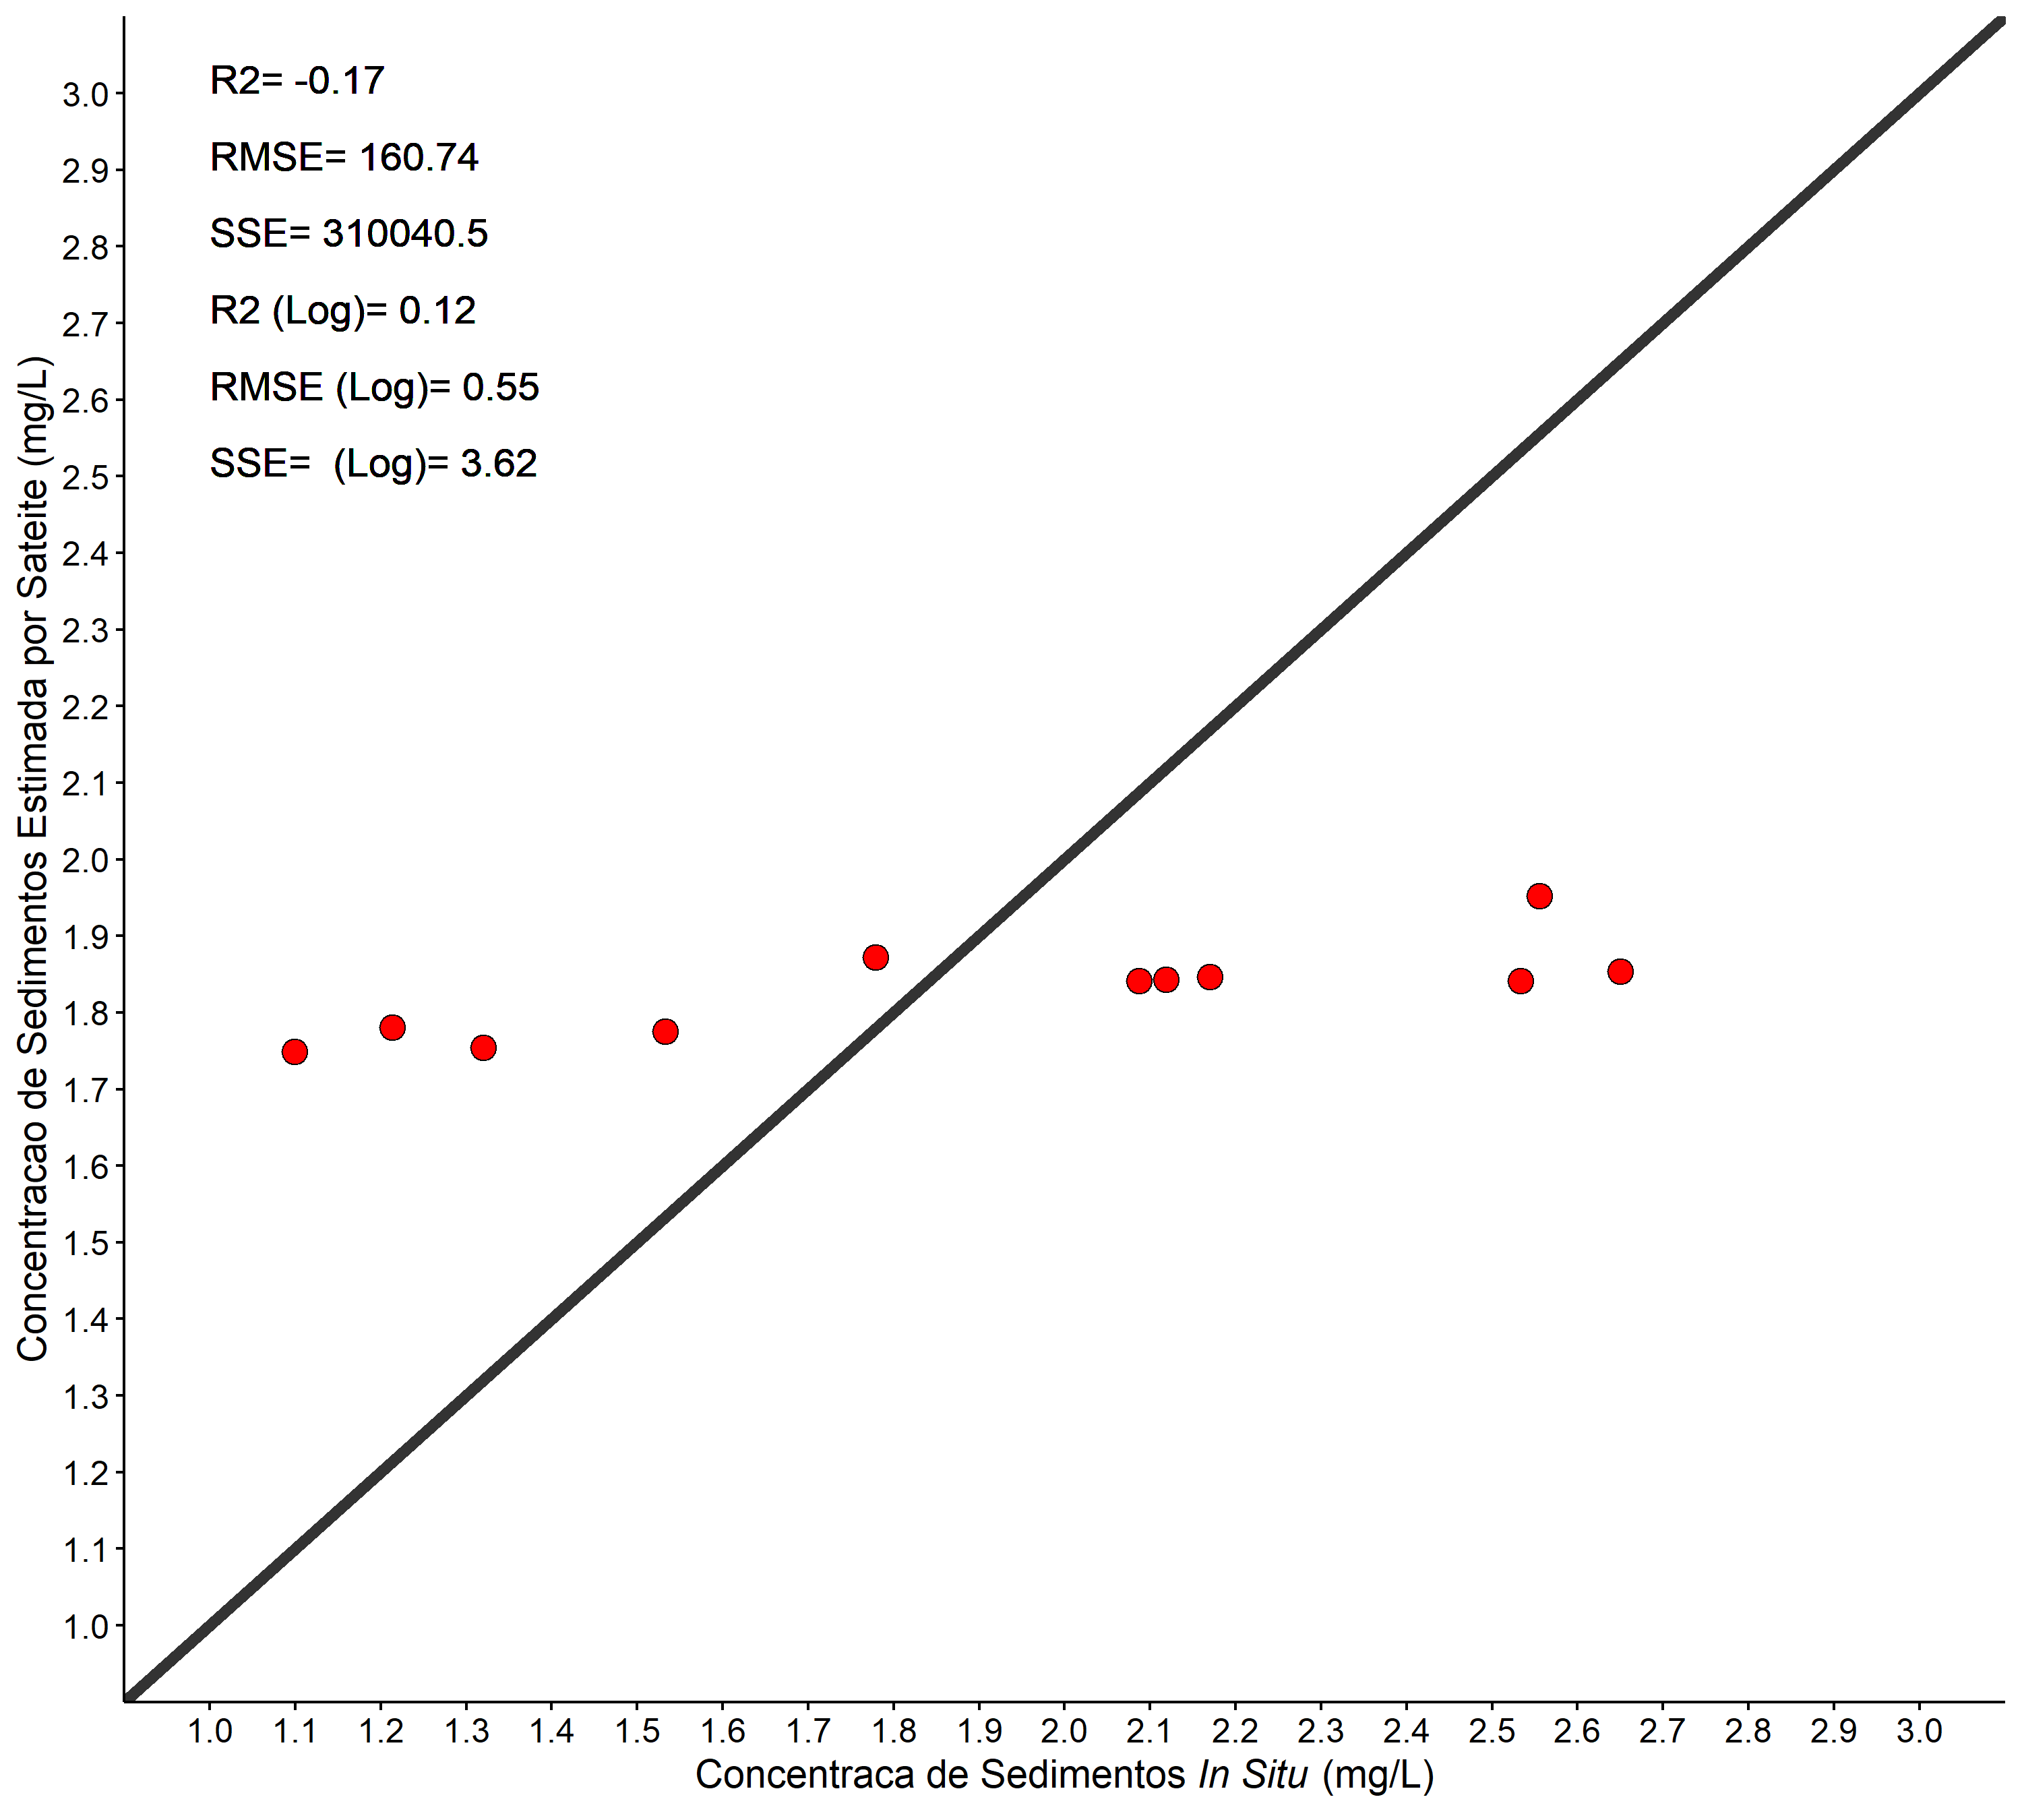 R2= -0.17
RMSE= 160.74
SSE= 310040.5
R2 (Log)= 0.12
RMSE (Log)= 0.55
SSE=  (Log)= 3.62
Concentracao de Sedimentos Estimada por Sateite (mg/L)
3.0
2.9
2.8
2.7
2.6
2.5
2.4
2.3
2.2
2.1
2.0
1.9
1.8
1.7
1.6
1.5
1.4
1.3
1.2
1.1
1.0
1.0 1.1 1.2 1.3 1.4 1.5 1.6 1.7 1.8 1.9 2.0 2.1 2.2 2.3 2.4 2.5 2.6 2.7 2.8 2.9 3.0
Concentraca de Sedimentos In Situ (mg/L)